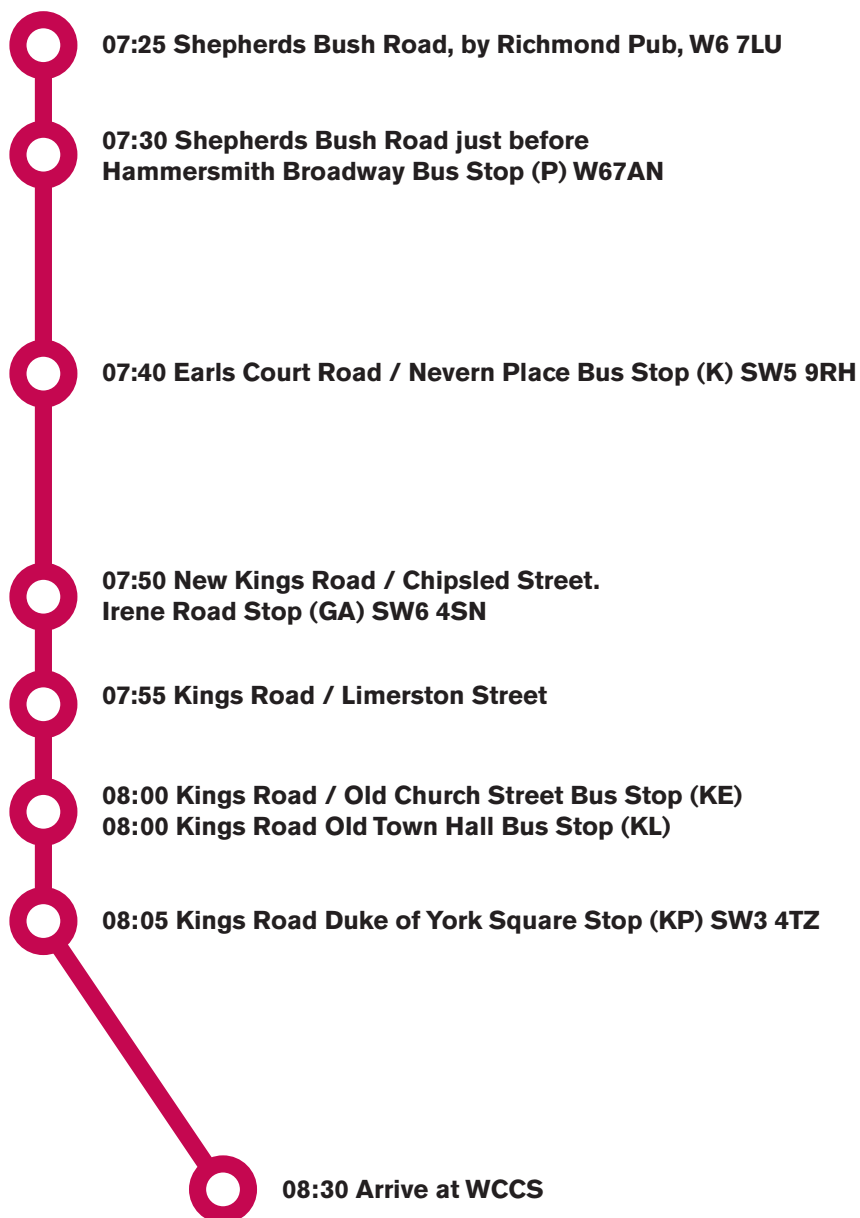 07:25 Shepherds Bush Road, by Richmond Pub, W6 7LU
07:30 Shepherds Bush Road just before
Hammersmith Broadway Bus Stop (P) W67AN
07:40 Earls Court Road / Nevern Place Bus Stop (K) SW5 9RH
07:50 New Kings Road / Chipsled Street.
Irene Road Stop (GA) SW6 4SN
07:55 Kings Road / Limerston Street
08:00 Kings Road / Old Church Street Bus Stop (KE)
08:00 Kings Road Old Town Hall Bus Stop (KL)
08:05 Kings Road Duke of York Square Stop (KP) SW3 4TZ
08:30 Arrive at WCCS